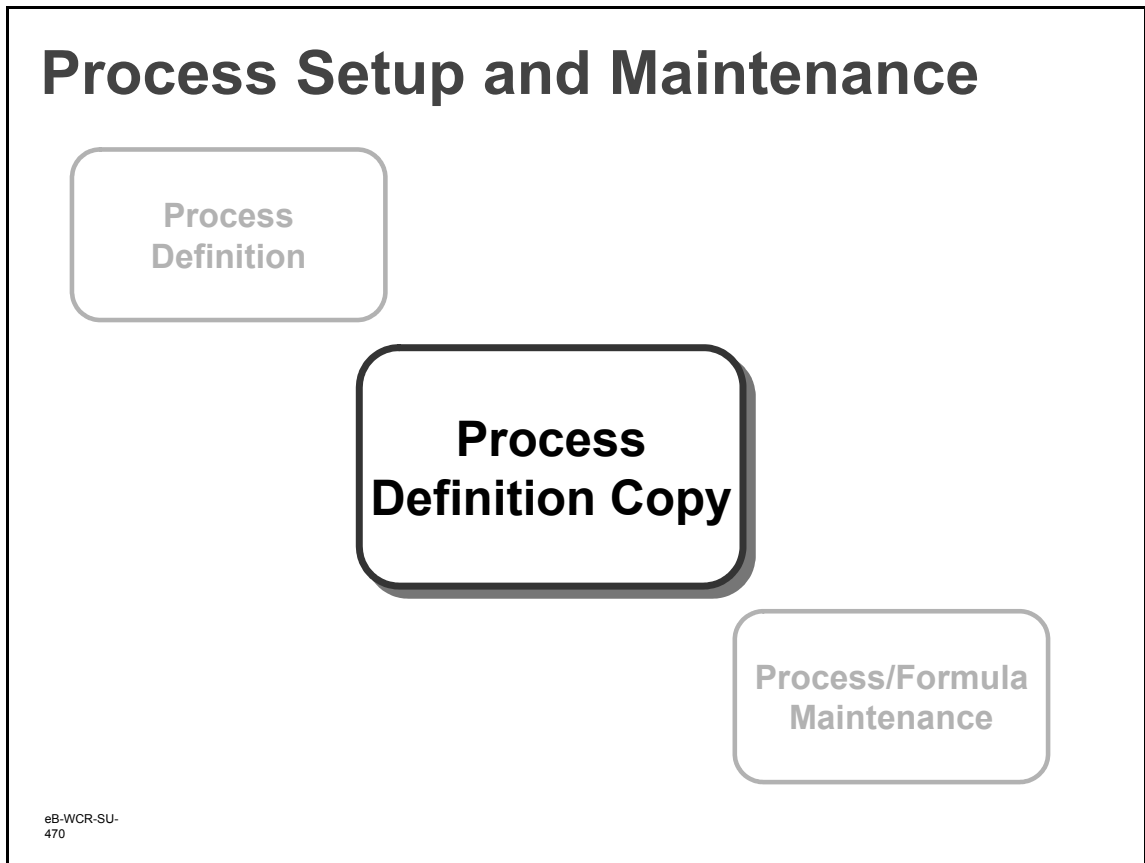 Process Setup and Maintenance
Process
Definition
Process
Definition Copy
Process/Formula
Maintenance
eB-WCR-SU-
470